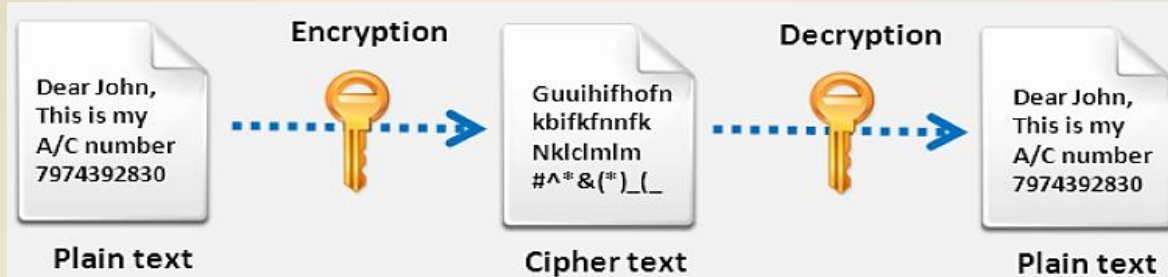 Encryption
Decryption
Dear John,
This is my
A/C number
7974392830
Guuihifhofn
kbifkfnnfk
Nklclmlm
#^*&(*)_(_
Dear John,
This is my
A/C number
7974392830
Plain text
Cipher text
Plain text